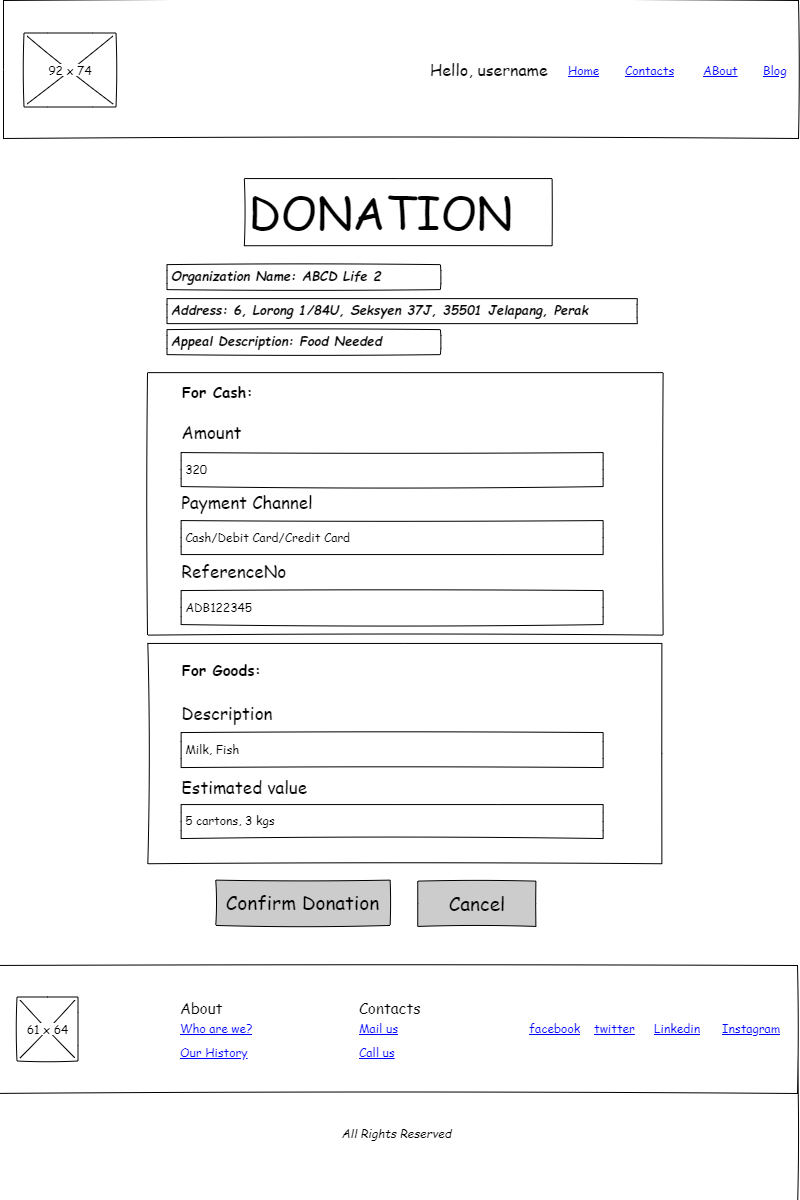 92 x 74
Hello, username Home Contacts ABout Blog
DONATION
Organization Name: ABCD Life 2
Address: 6, Lorong 1/84U, Seksyen 37J, 35501 Jelapang, Perak
Appeal Description: Food Needed
For Cash:
Amount
320
Payment Channel
Cash/Debit Card/Credit Card
ReferenceNo
ADB122345
For Goods:
Description
Milk, Fish
Estimated value
5 cartons, 3 kgs
Confirm Donation Cancel
61 x 64
About
Who are we?
Our History
Contacts
Mail us
Call us
facebook twitter Linkedin Instagram
All Rights Reserved